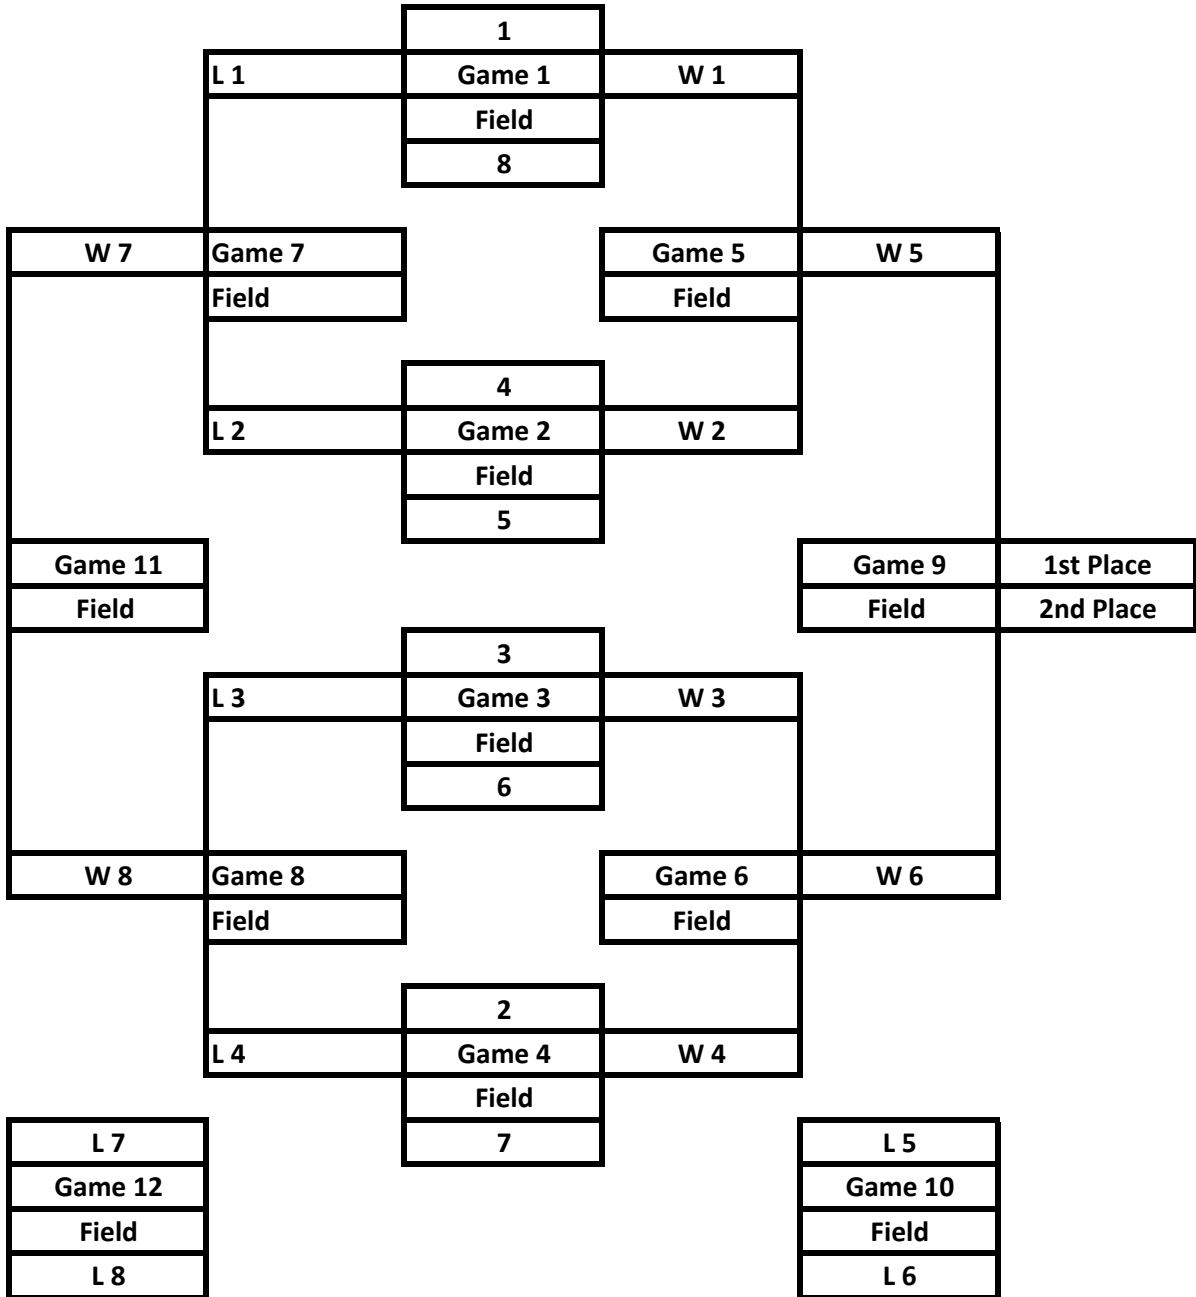 1
L 1 Game 1 W 1
Field
8
W 7 Game 7 Game 5 W 5
Field Field
4
L 2 Game 2 W 2
Field
5
Game 11 Game 9 1st Place
Field Field 2nd Place
3
L 3 Game 3 W 3
Field
6
W 8 Game 8 Game 6 W 6
Field Field
2
L 4 Game 4 W 4
Field
L 7 7 L 5
Game 12 Game 10
Field Field
L 8 L 6